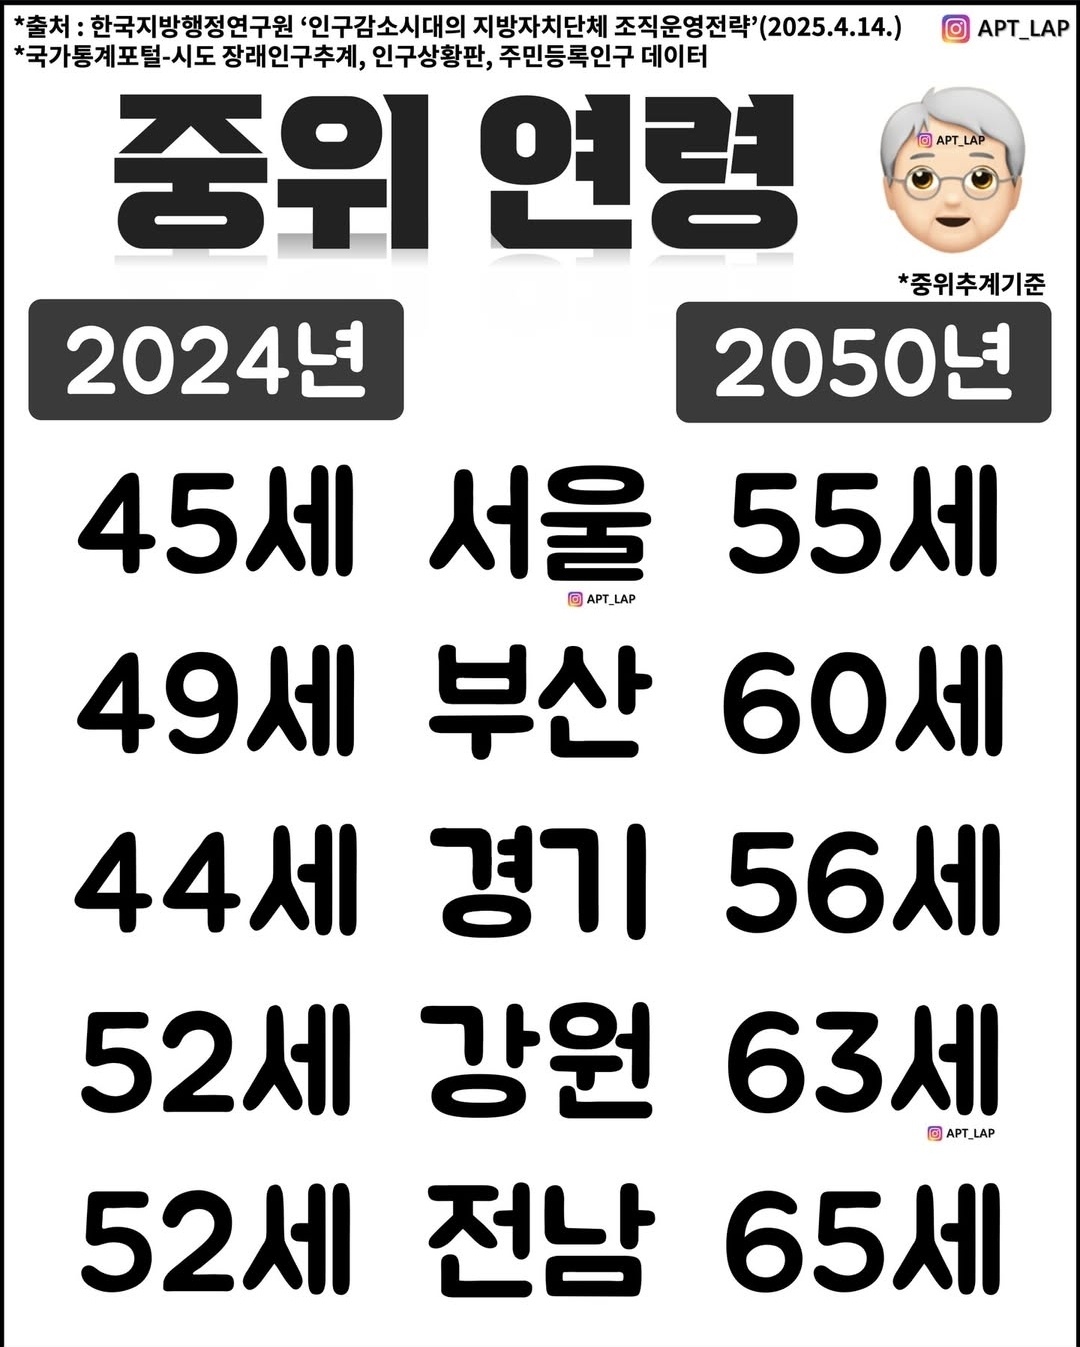 *출처 : 한국지방행정연구원 ‘인구감소시대의 지방자치단체 조직운영전략’(2025.4.14.)
APT_LAP
*국가통계포털-시도 장래인구추계, 인구상황판, 주민등록인구 데이터
중위 연령
APT_LAP
*중위추계기준
2024년 2050년
45세 서울 55세
APT_LAP
49세 부산 60세
44세 경기 56세
52세 강원 63세
APT_LAP
52세 전남 65세